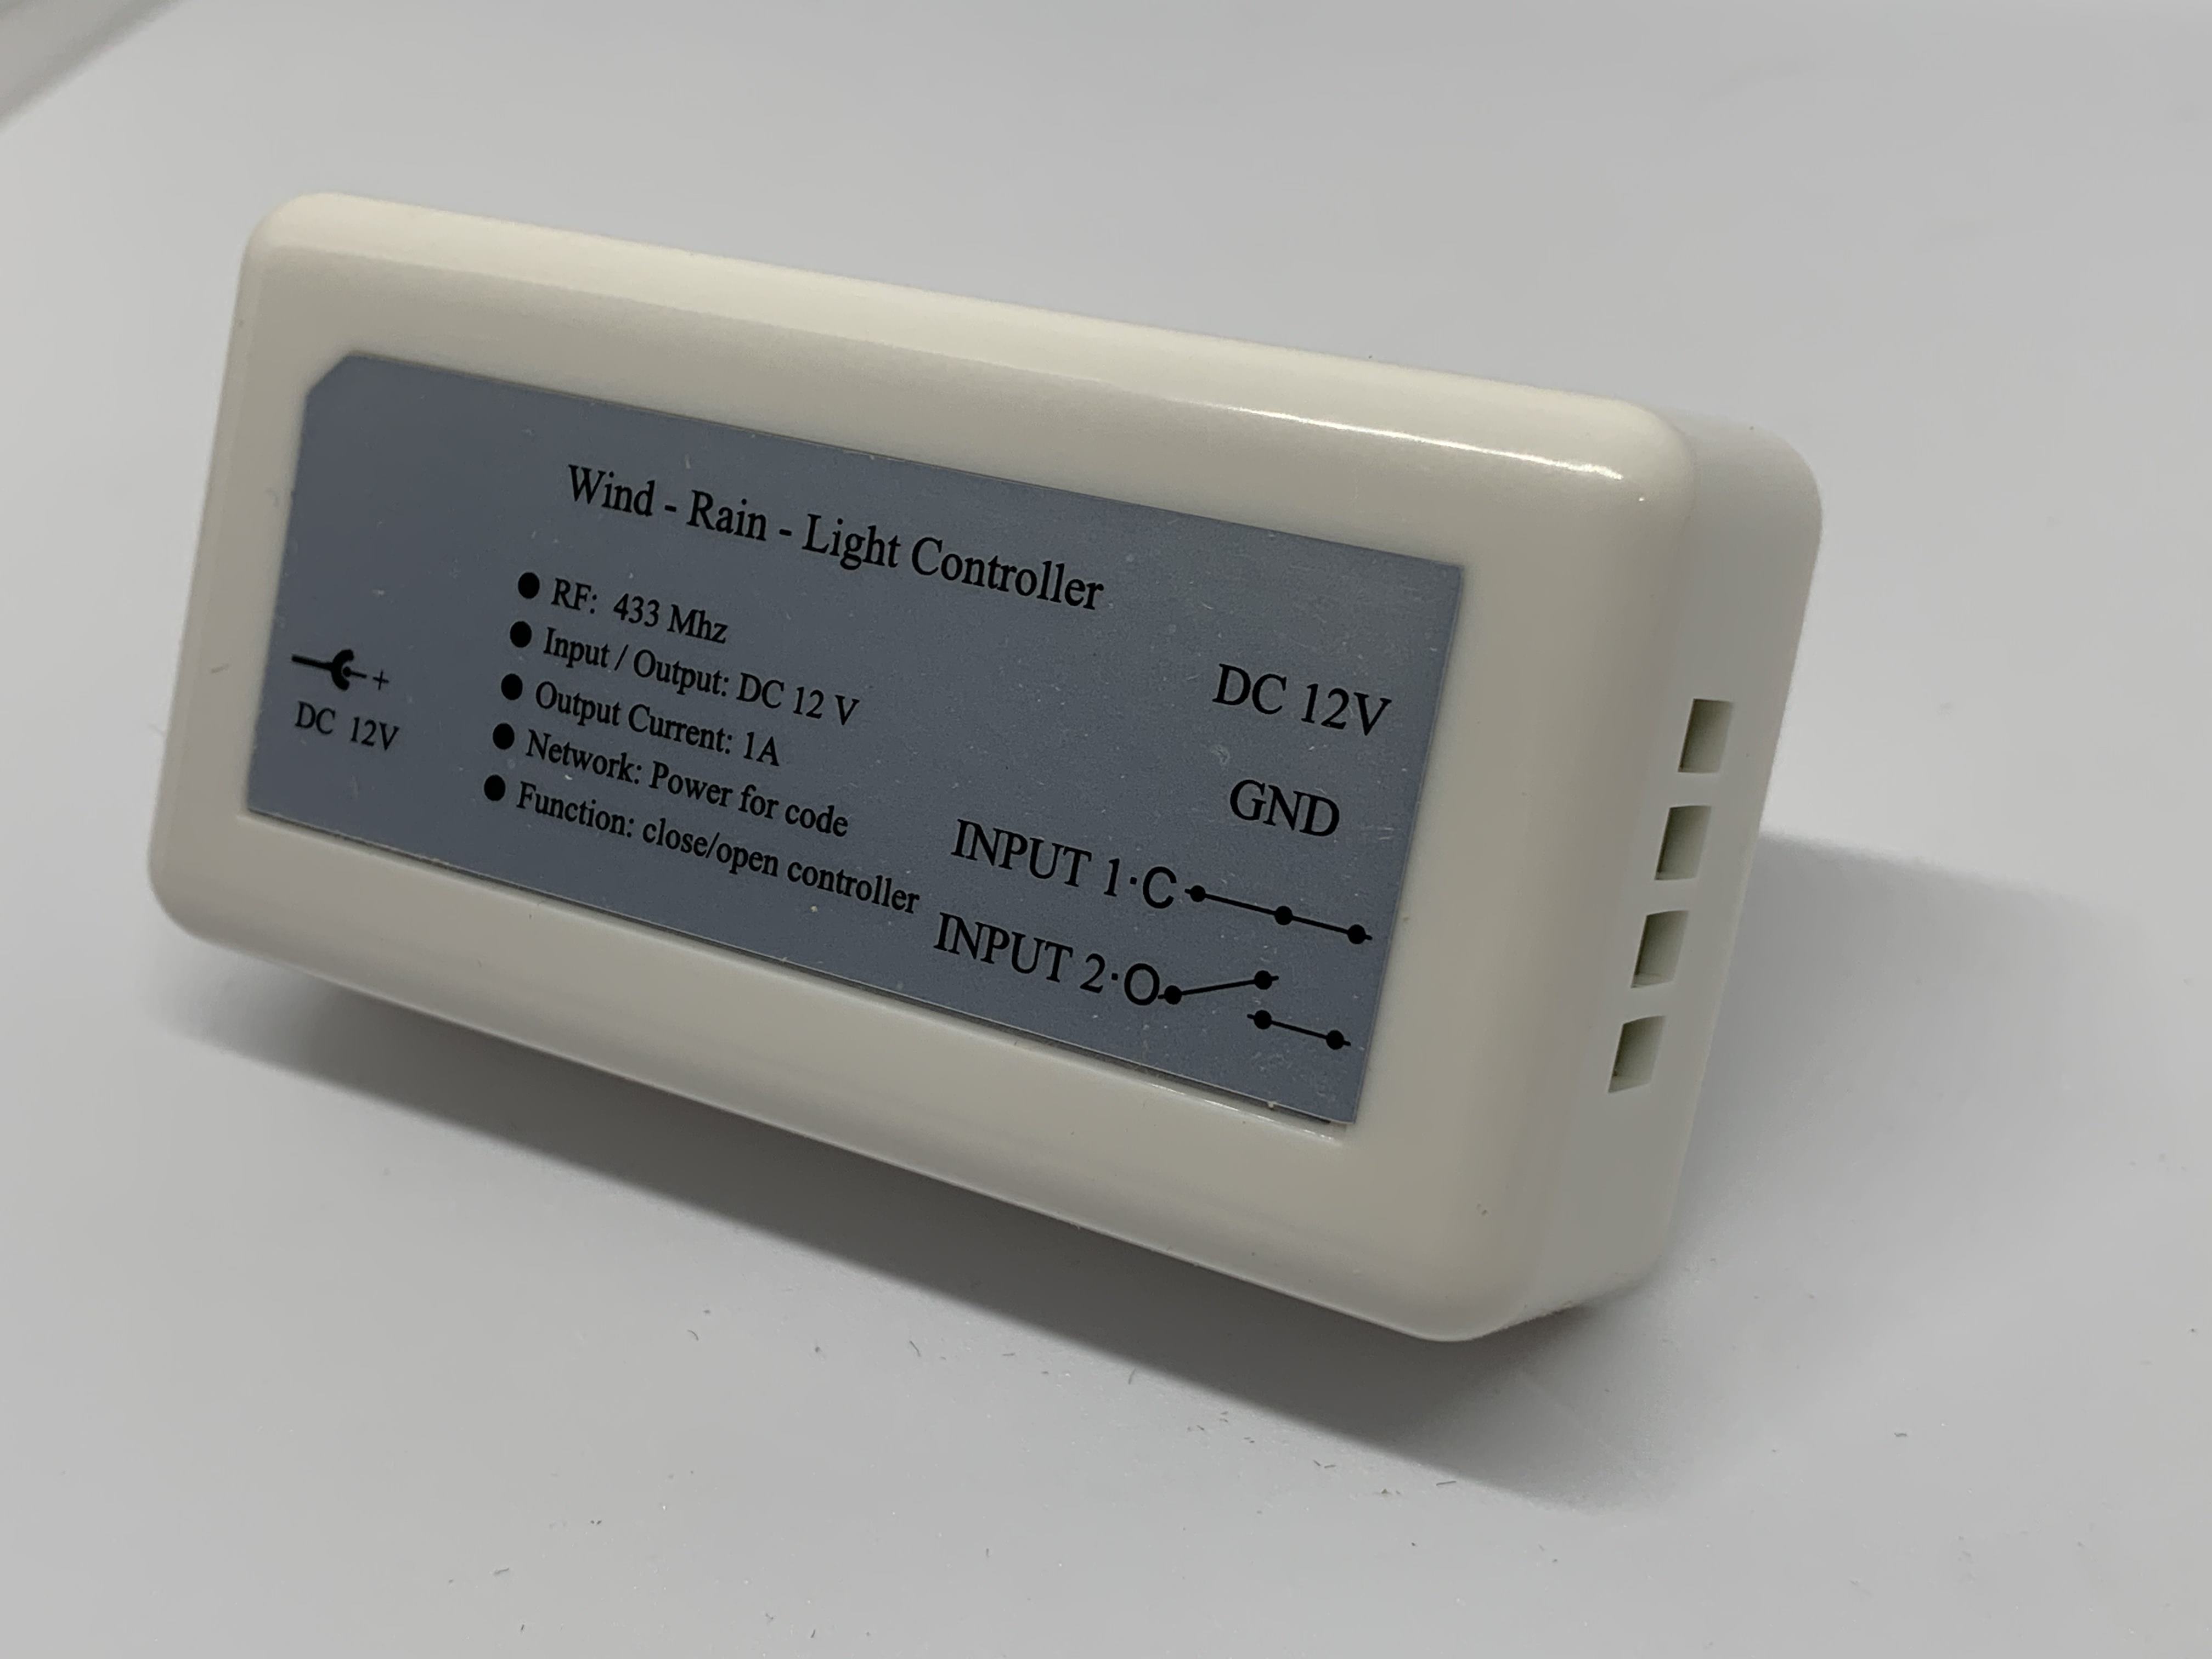 Wind - Rain - Light Controller
● RF: 433 Mhz
● Input / Output: DC 12 V
● Output Current: 1A
● Network: Power for code
● Function: close/open controller
+
DC 12V
DC 12V
GND
INPUT 1·C
INPUT 2·O